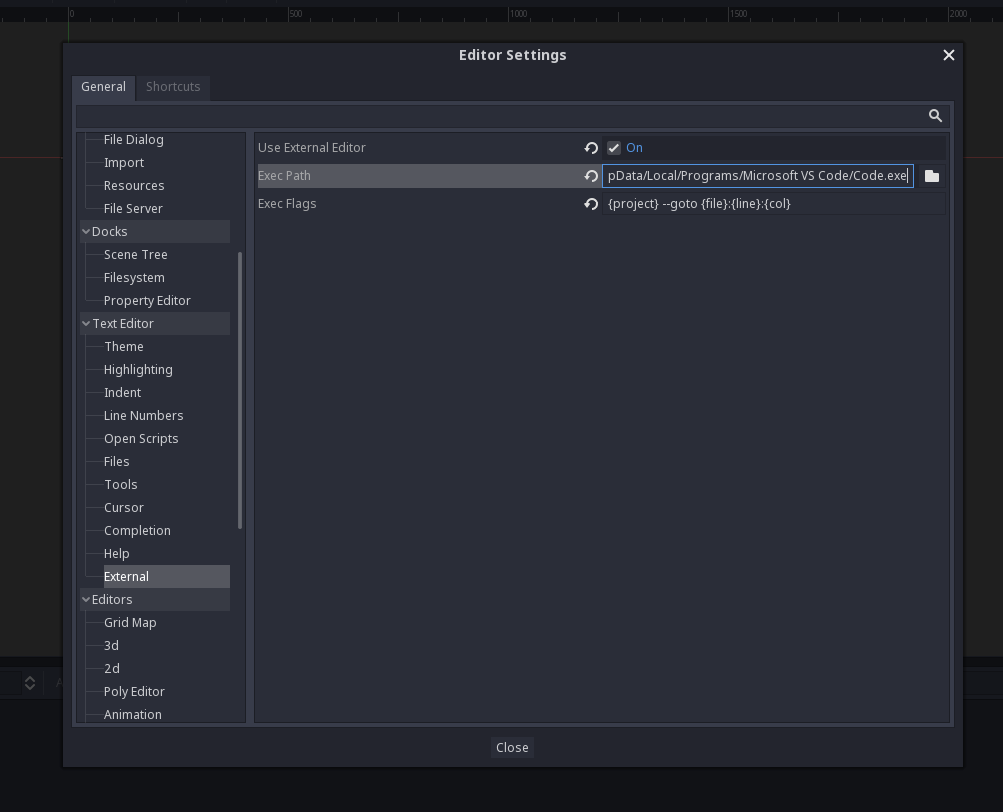 0 500 1000 1500 2000
Editor Settings
General Shortcuts
File Dialog
Import
Resources
File Server
Docks
Scene Tree
Filesystem
Property Editor
Text Editor
Theme
Highlighting
Indent
Line Numbers
Open Scripts
Files
Tools
Cursor
Completion
Help
External
Editors
Grid Map
3d
2d
Poly Editor
Animation
Use External Editor On
Exec Path pData/Local/Programs/Microsoft VS Code/Code.exe
Exec Flags {project} --goto {file}:{line}:{col}
Close